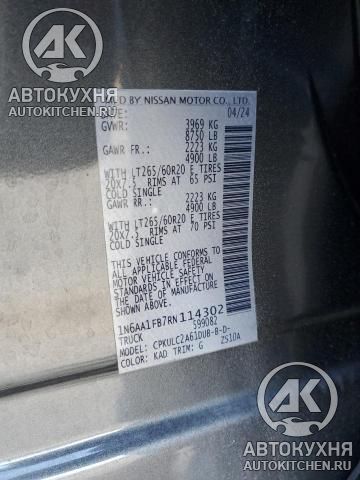 АВТОКУХНЯ
AUTOKITCHEN.RU
MFD BY NISSAN MOTOR CO., LTD.
DATE: 04/24
GVWR: 3969 KG
8750 LB
GAWR FR.: 2223 KG
4900 LB
WITH LT265/60R20 E TIRES
20X7.5 RIMS AT 65 PSI
COLD SINGLE
GAWR RR.: 2223 KG
4900 LB
WITH LT265/60R20 E TIRES
20X7.5 RIMS AT 70 PSI
COLD SINGLE
THIS VEHICLE CONFORMS TO ALL
APPLICABLE FEDERAL
MOTOR VEHICLE SAFETY
STANDARDS IN EFFECT ON THE
DATE OF MANUFACTURE SHOWN
ABOVE.
1N6AA1FB7RN114302
TRUCK 599082
MODEL: CPKULC2A61DUB-B-D-
COLOR: KAD TRIM: G ZS10A
АВТОКУХНЯ
AUTOKITCHEN.RU